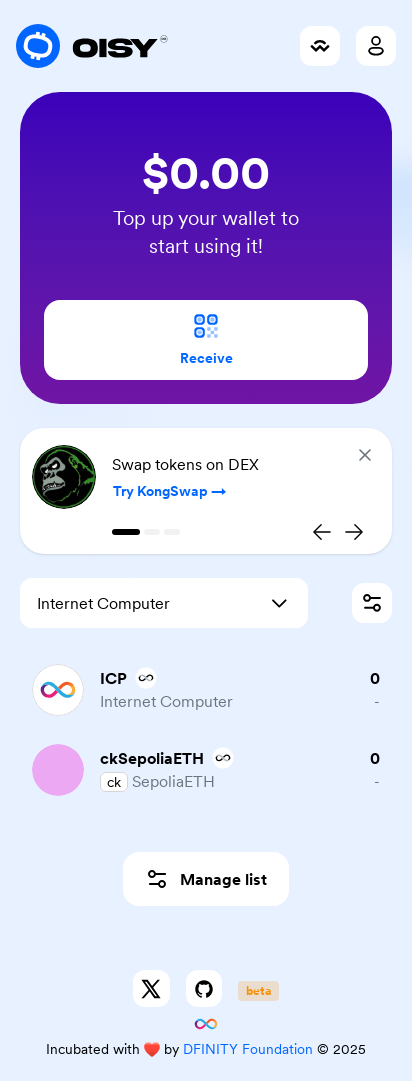 OISY
$0.00
Top up your wallet to
start using it!
Receive
Swap tokens on DEX
Try KongSwap →
Internet Computer
ICP
0
Internet Computer
-
ckSepoliaETH
0
ck SepoliaETH
-
Manage list
beta
Incubated with ❤️ by DFINITY Foundation © 2025